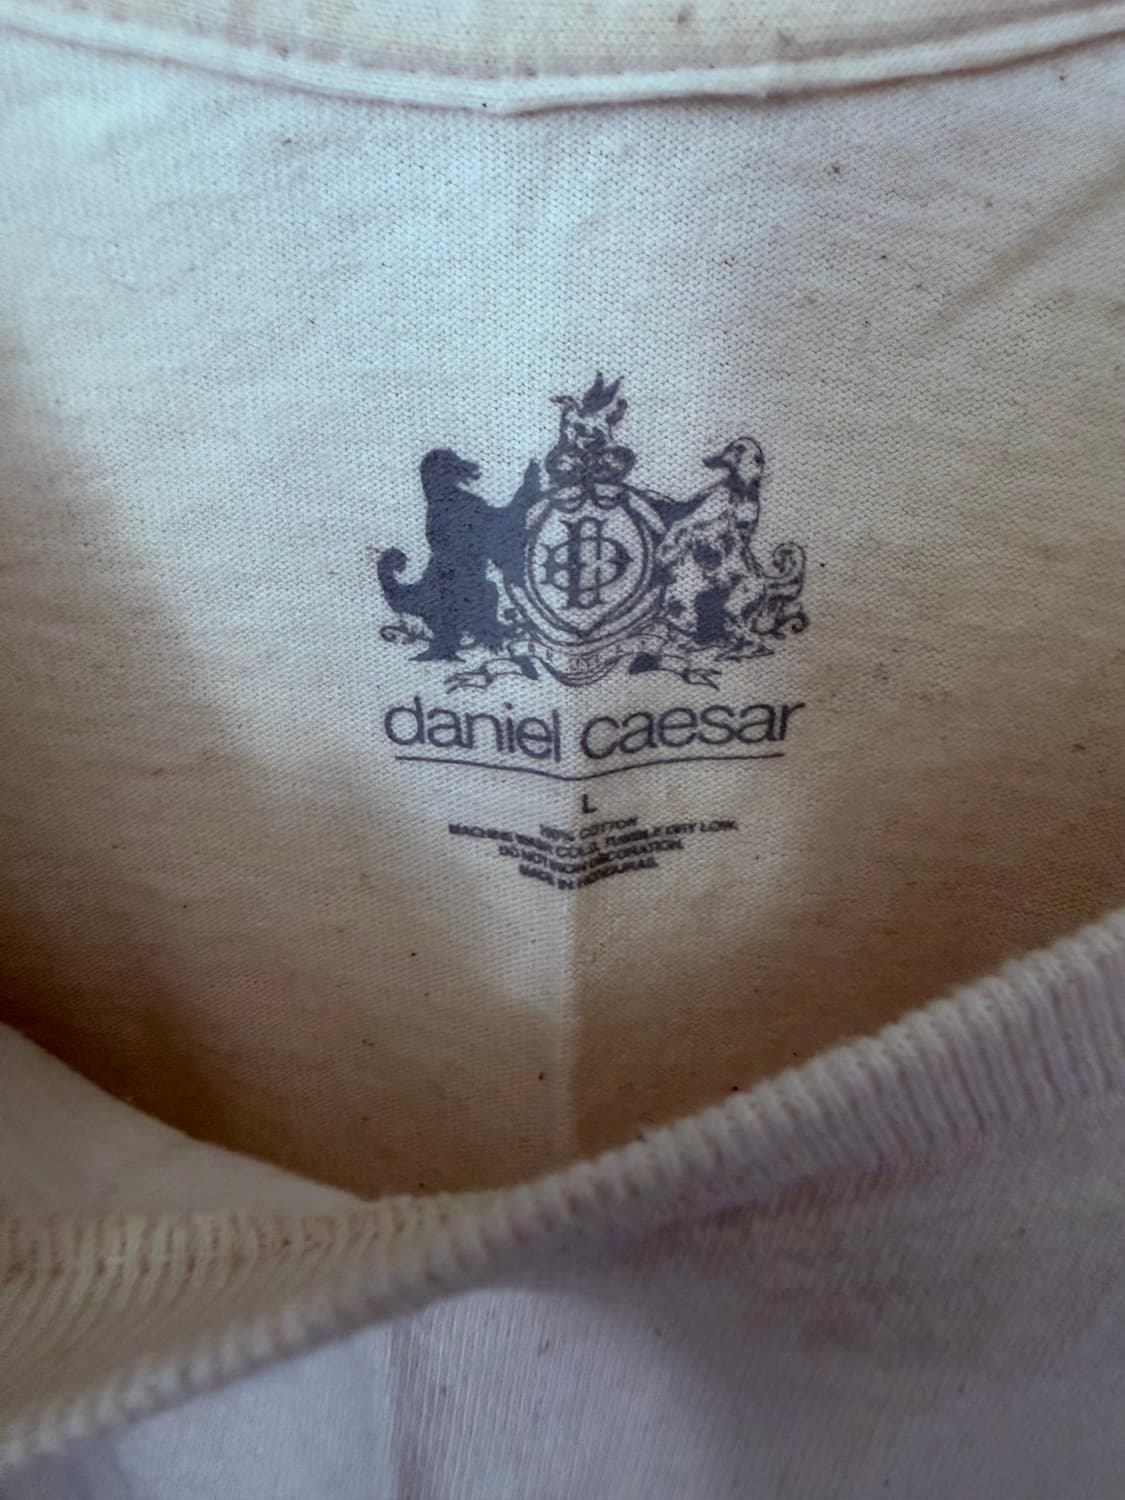 daniel caesar
L
100% COTTON
MACHINE WASH COLD, TUMBLE DRY LOW,
DO NOT IRON DECORATION.
MADE IN HONDURAS.